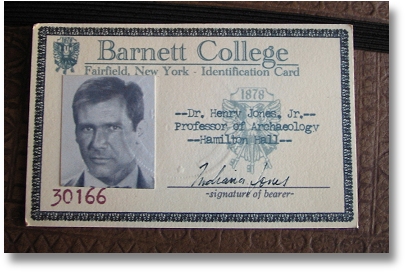 Barnett College
Fairfield, New York - Identification Card
1878
--Dr. Henry Jones, Jr.--
Professor of Archaeology
--Hamilton Hall--
Indiana Jones
-signature of bearer-
30166